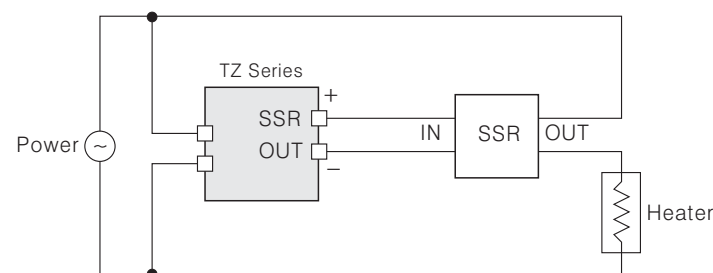 TZ Series
+
SSR
OUT
−
IN
SSR
OUT
Power
~
Heater